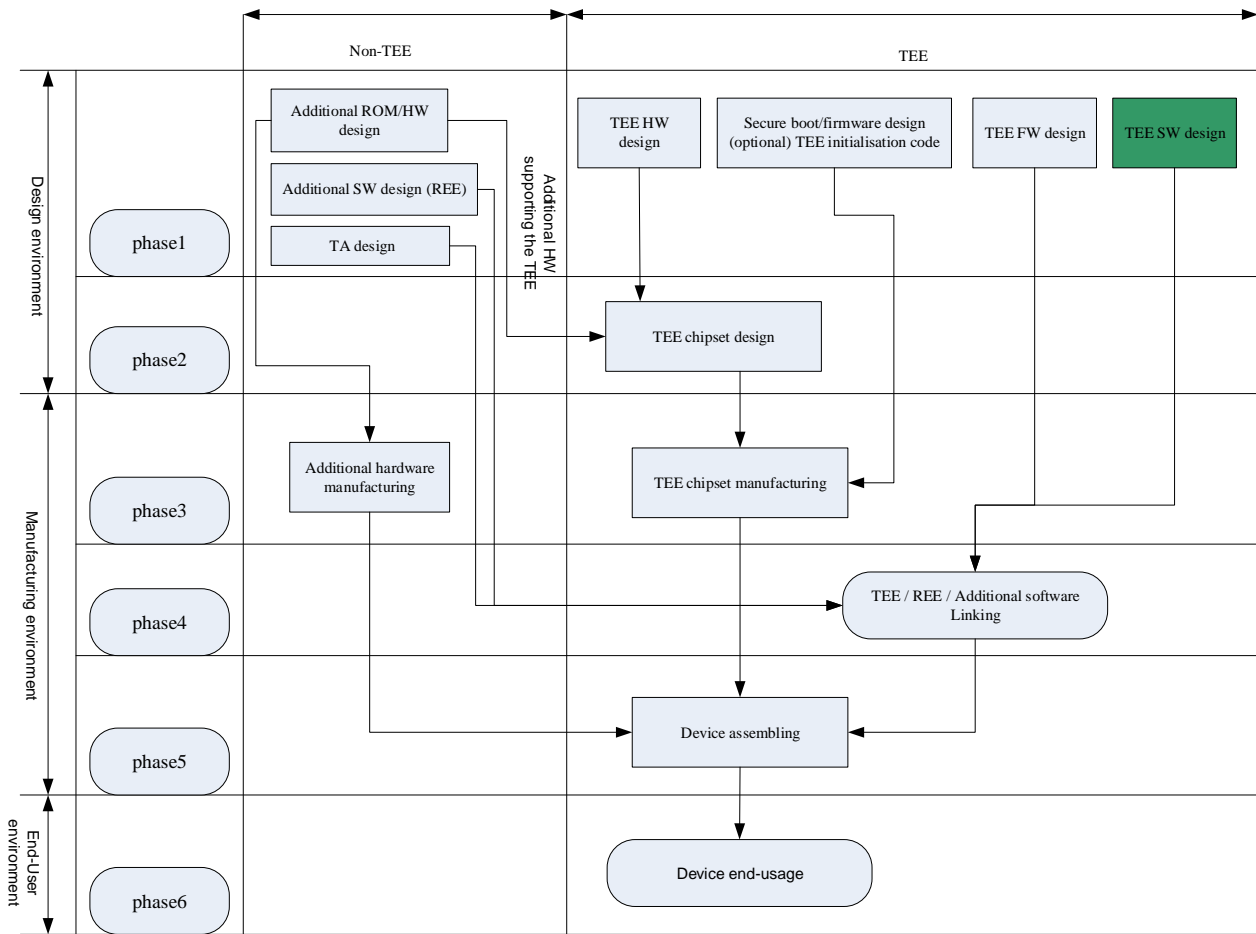 Non-TEE
TEE
Design environment
Additional ROM/HW
design
Additional SW design (REE)
TA design
Additional HW
supporting the TEE
TEE HW
design
Secure boot/firmware design
(optional) TEE initialisation code
TEE FW design
TEE SW design
phase1
phase2
TEE chipset design
Manufacturing environment
phase3
Additional hardware
manufacturing
TEE chipset manufacturing
phase4
TEE / REE / Additional software
Linking
phase5
Device assembling
End-User
environment
phase6
Device end-usage